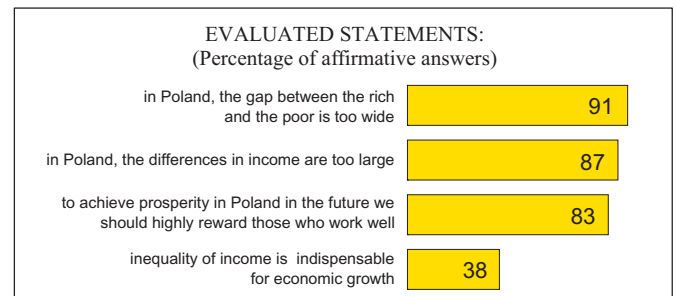 EVALUATED STATEMENTS:
(Percentage of affirmative answers)
in Poland, the gap between the rich
and the poor is too wide
91
in Poland, the differences in income are too large
87
to achieve prosperity in Poland in the future we
should highly reward those who work well
83
inequality of income is indispensable
for economic growth
38